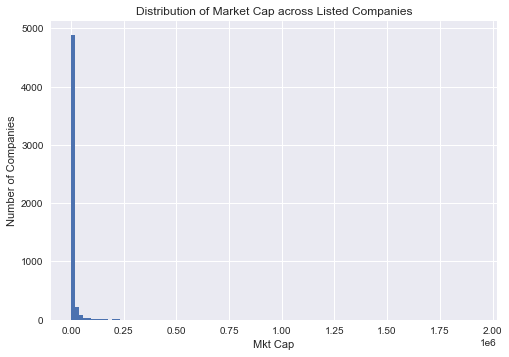 Distribution of Market Cap across Listed Companies
5000
4000
3000
2000
1000
0
Number of Companies
0.00 0.25 0.50 0.75 1.00 1.25 1.50 1.75 2.00
1e6
Mkt Cap